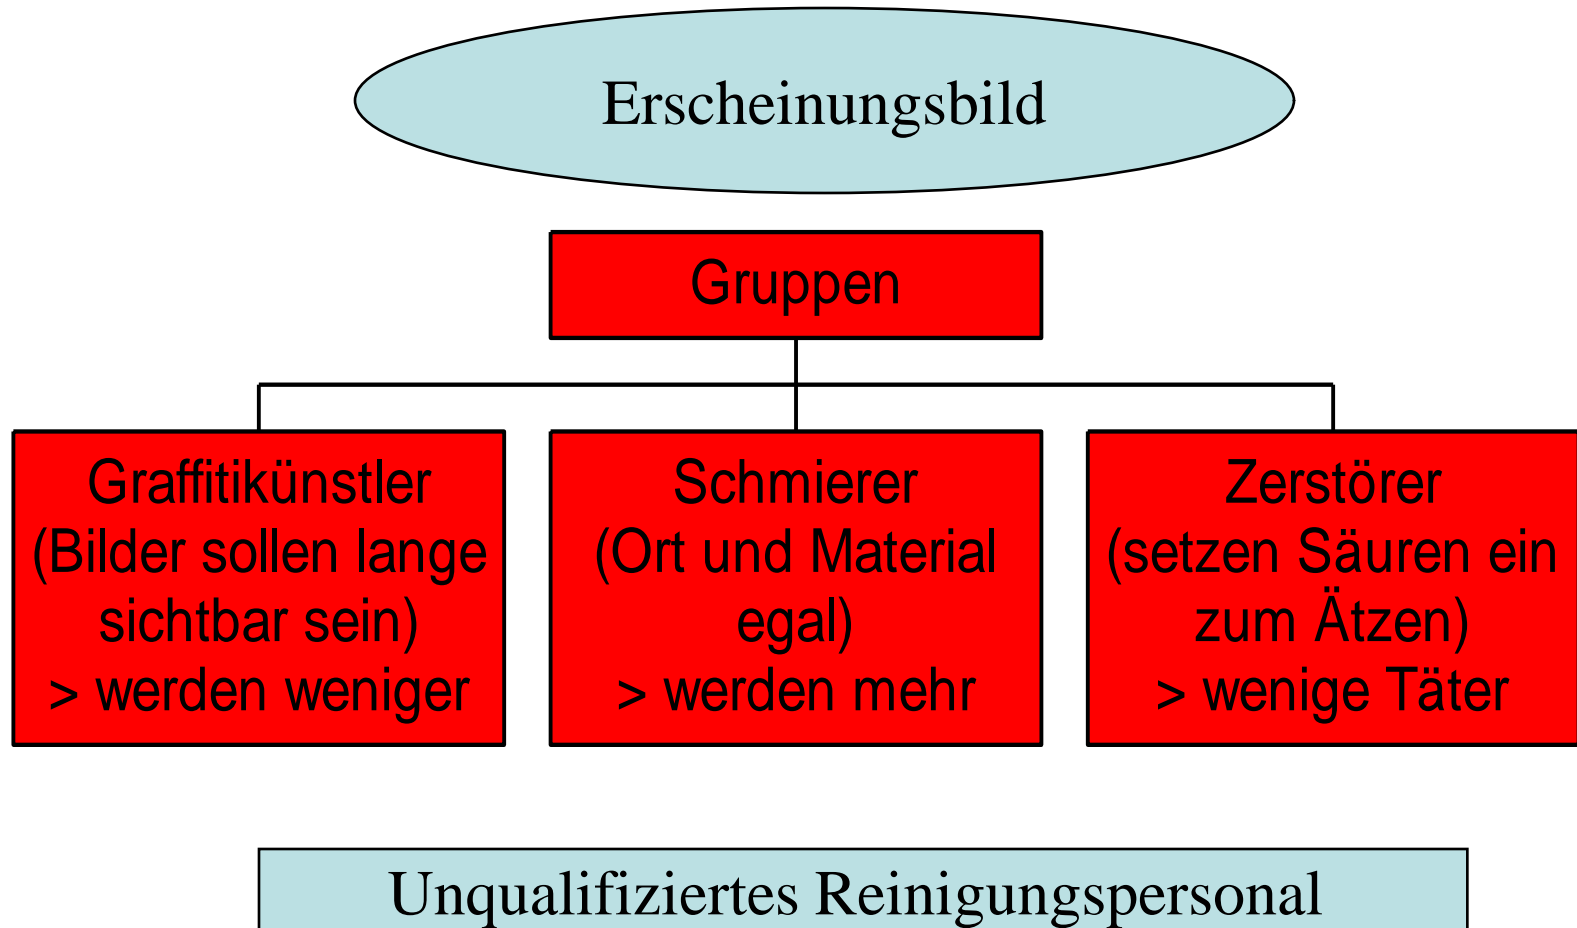 Erscheinungsbild
Gruppen
Graffitikünstler
(Bilder sollen lange
sichtbar sein)
> werden weniger
Schmierer
(Ort und Material
egal)
> werden mehr
Zerstörer
(setzen Säuren ein
zum Ätzen)
> wenige Täter
Unqualifiziertes Reinigungspersonal